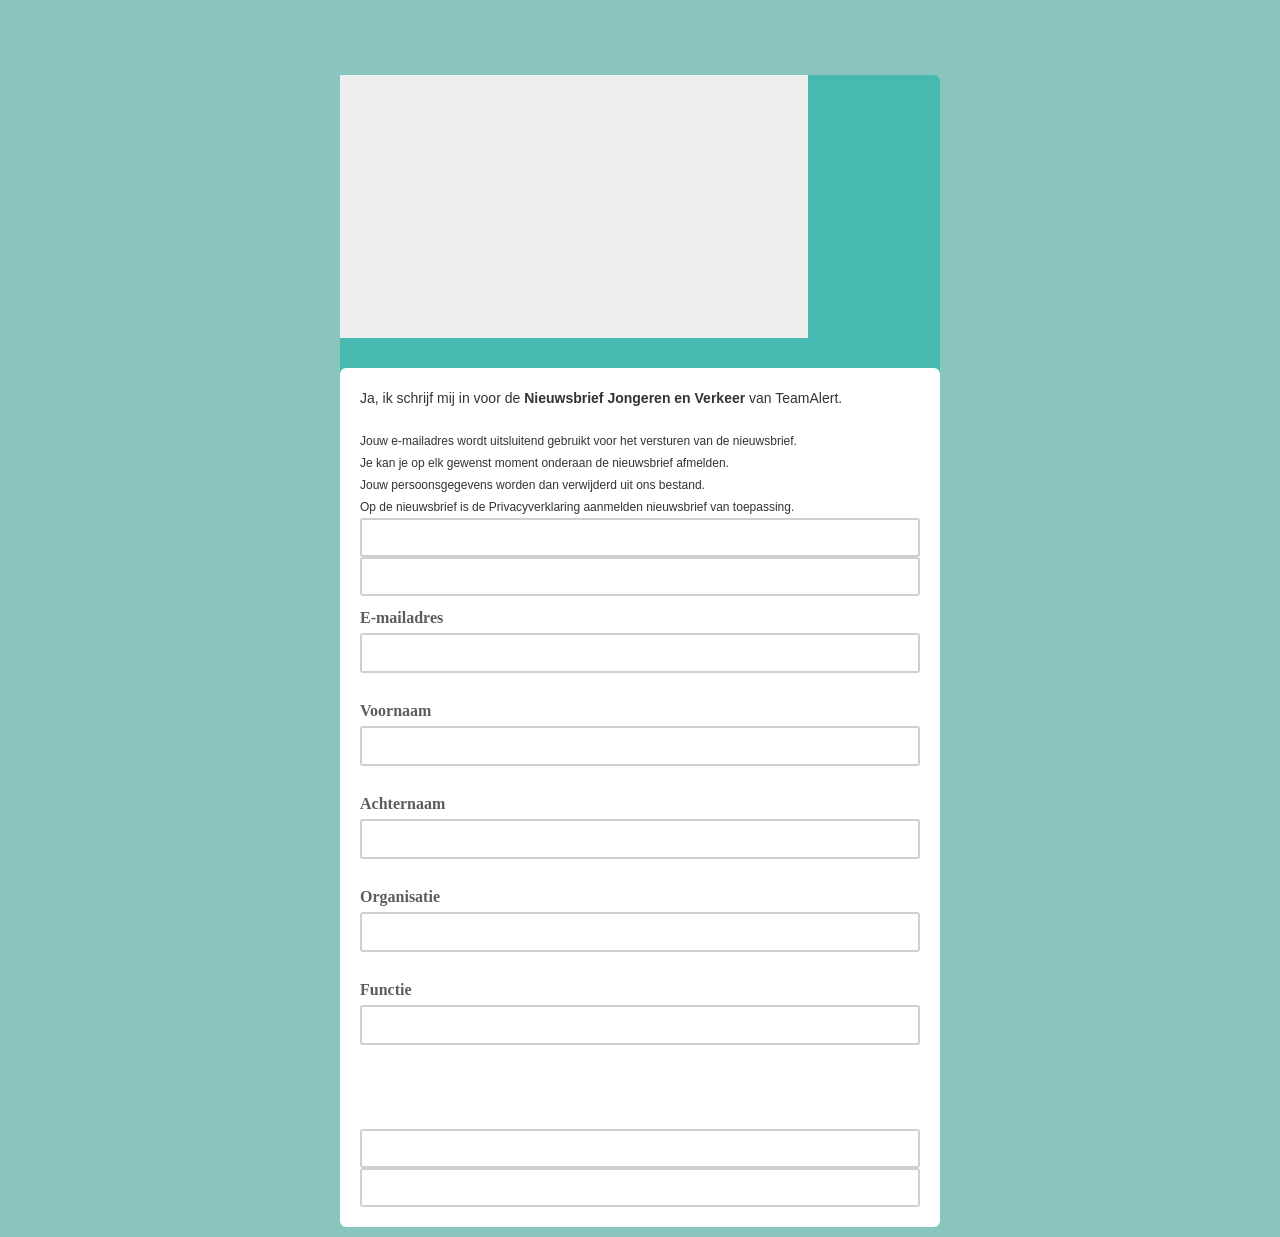 Ja, ik schrijf mij in voor de Nieuwsbrief Jongeren en Verkeer van TeamAlert.
Jouw e-mailadres wordt uitsluitend gebruikt voor het versturen van de nieuwsbrief.
Je kan je op elk gewenst moment onderaan de nieuwsbrief afmelden.
Jouw persoonsgegevens worden dan verwijderd uit ons bestand.
Op de nieuwsbrief is de Privacyverklaring aanmelden nieuwsbrief van toepassing.
E-mailadres
Voornaam
Achternaam
Organisatie
Functie